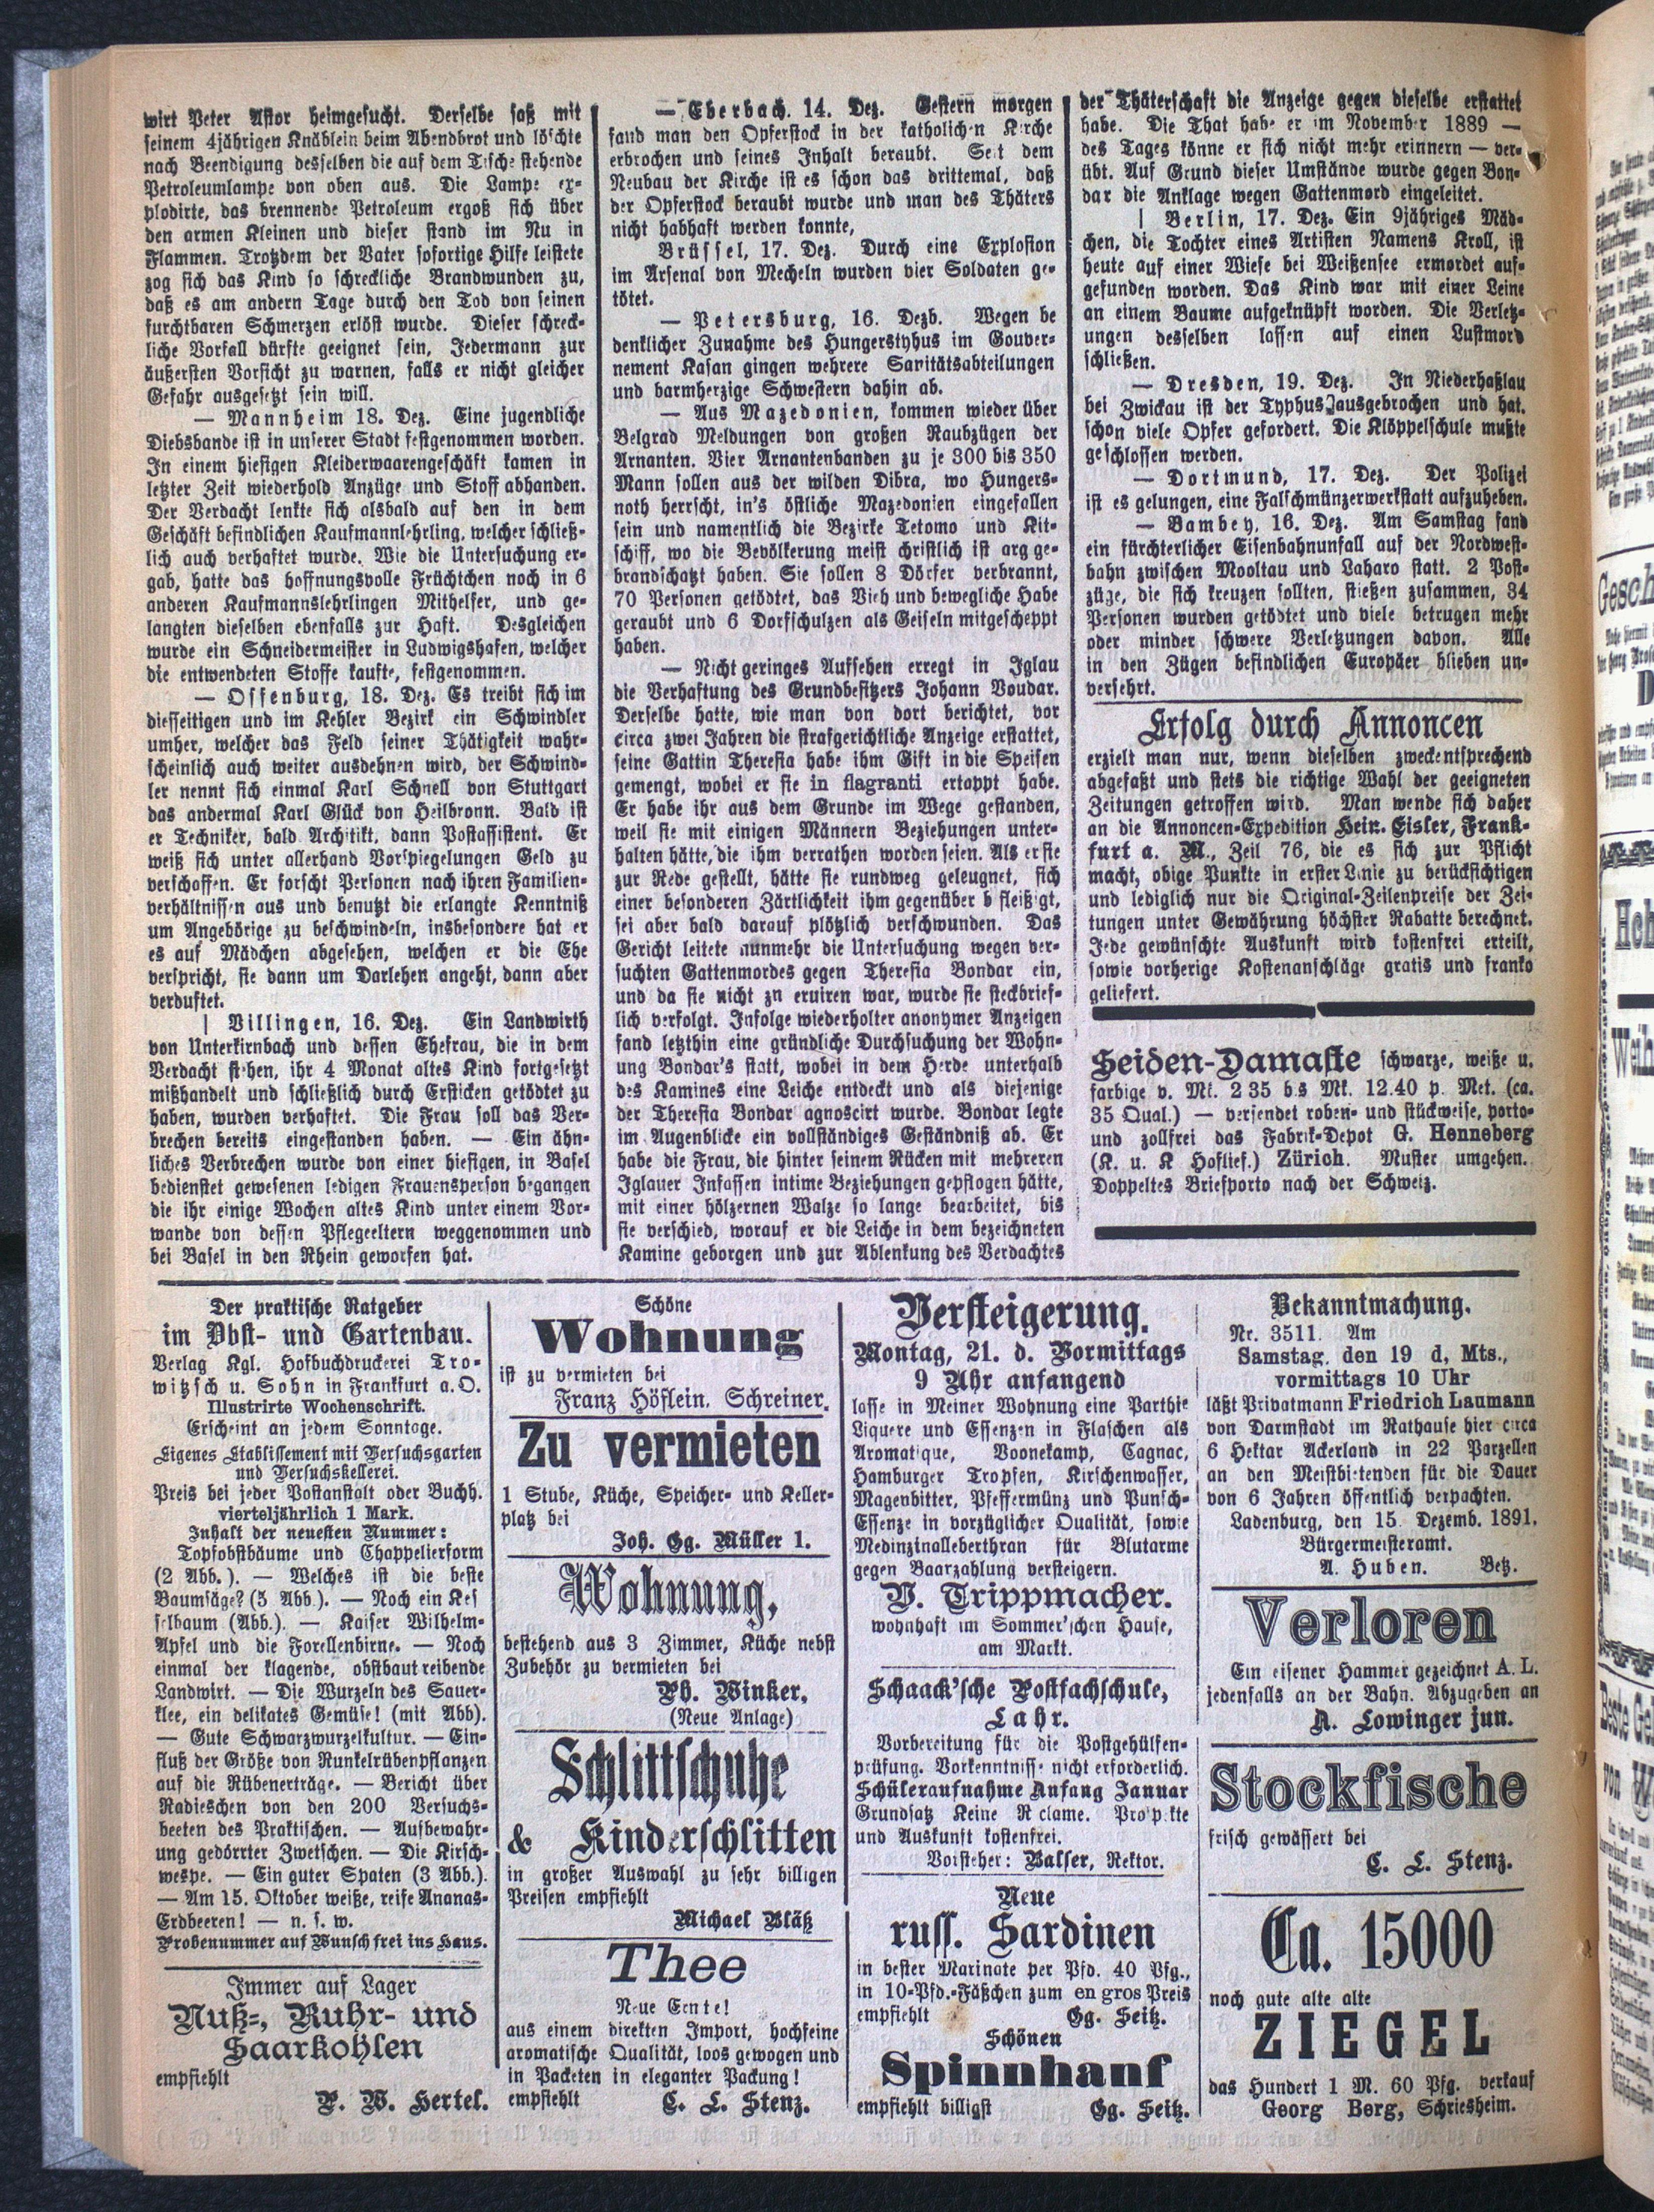 wirt Peter Astor heimgesucht. Derselbe saß mit
seinem 4jährigen Knäblein beim Abendbrot und löschte
nach Beendigung desselben die auf dem Tische stehende
Petroleumlampe von oben aus. Die Lampe ex-
plodirte, das brennende Petroleum ergoß sich über
den armen Kleinen und dieser stand im Nu in
Flammen. Trotzdem der Vater sofortige Hilfe leistete
zog sich das Kind so schreckliche Brandwunden zu,
daß es am andern Tage durch den Tod von seinen
furchtbaren Schmerzen erlöst wurde. Dieser schreck-
liche Vorfall dürfte geeignet sein, Jedermann zur
äußersten Vorsicht zu warnen, falls er nicht gleicher
Gefahr ausgesetzt sein will.
— Mannheim 18. Dez. Eine jugendliche
Diebsbande ist in unserer Stadt festgenommen worden.
In einem hiesigen Kleiderwaarengeschäft kamen in
letzter Zeit wiederhold Anzüge und Stoff abhanden.
Der Verdacht lenkte sich alsbald auf den in dem
Geschäft befindlichen Kaufmannlehrling, welcher schließ-
lich auch verhaftet wurde. Wie die Untersuchung er-
gab, hatte das hoffnungsvolle Früchtchen noch in 6
anderen Kaufmannslehrlingen Mithelfer, und ge-
langten dieselben ebenfalls zur Haft. Desgleichen
wurde ein Schneidermeister in Ludwigshafen, welcher
die entwendeten Stoffe kaufte, festgenommen.
— Offenburg, 18. Dez. Es treibt sich im
diesseitigen und im Kehler Bezirk ein Schwindler
umher, welcher das Feld seiner Thätigkeit wahr-
scheinlich auch weiter ausdehnen wird, der Schwind-
ler nennt sich einmal Karl Schnell von Stuttgart
das andermal Karl Glück von Heilbronn. Bald ist
er Techniker, bald Architikt, dann Postassistent. Er
weiß sich unter allerhand Vorspiegelungen Geld zu
verschaffen. Er forscht Personen nach ihren Familien-
verhältnissen aus und benutzt die erlangte Kenntniß
um Angehörige zu beschwindeln, insbesondere hat er
es auf Mädchen abgesehen, welchen er die Ehe
verspricht, sie dann um Darlehen angeht, dann aber
verduftet.
| Villingen, 16. Dez. Ein Landwirth
von Unterkirnbach und dessen Ehefrau, die in dem
Verdacht stehen, ihr 4 Monat altes Kind fortgesetzt
mißhandelt und schließlich durch Ersticken getödtet zu
haben, wurden verhaftet. Die Frau soll das Ver-
brechen bereits eingestanden haben. — Ein ähn-
liches Verbrechen wurde von einer hiesigen, in Basel
bedienstet gewesenen ledigen Frauensperson begangen
die ihr einige Wochen altes Kind unter einem Vor-
wande von dessen Pflegeeltern weggenommen und
bei Basel in den Rhein geworfen hat.
— Eberbach. 14. Dez. Gestern morgen
fand man den Opferstock in der katholichen Kirche
erbrochen und seines Inhalt beraubt. Seit dem
Neubau der Kirche ist es schon das drittemal, daß
der Opferstock beraubt wurde und man des Thäters
nicht habhaft werden konnte,
Brüssel, 17. Dez. Durch eine Explosion
im Arsenal von Mecheln wurden vier Soldaten ge-
tötet.
— Petersburg, 16. Dezb. Wegen be
denklicher Zunahme des Hungerstyhus im Gouver-
nement Kasan gingen wehrere Sanitätsabteilungen
und barmherzige Schwestern dahin ab.
— Aus Mazedonien, kommen wieder über
Belgrad Meldungen von großen Raubzügen der
Arnanten. Vier Arnantenbanden zu je 300 bis 350
Mann sollen aus der wilden Dibra, wo Hungers-
noth herrscht, in's östliche Mazedonien eingefallen
sein und namentlich die Bezirke Tetomo und Kit-
schiff, wo die Bevölkerung meist christlich ist arg ge-
brandschatzt haben. Sie sollen 8 Dörfer verbrannt,
70 Personen getödtet, das Vieh und bewegliche Habe
geraubt und 6 Dorfschulzen als Geiseln mitgescheppt
haben.
— Nicht geringes Aufsehen erregt in Iglau
die Verhaftung des Grundbesitzers Johann Voudar.
Derselbe hatte, wie man von dort berichtet, vor
circa zwei Jahren die strafgerichtliche Anzeige erstattet,
seine Gattin Theresia habe ihm Gift in die Speisen
gemengt, wobei er sie in flagranti ertappt habe.
Er habe ihr aus dem Grunde im Wege gestanden,
weil sie mit einigen Männern Beziehungen unter-
halten hätte, die ihm verrathen worden seien. Als er sie
zur Rede gestellt, hätte sie rundweg geleugnet, sich
einer besonderen Zärtlichkeit ihm gegenüber b fleißigt,
sei aber bald darauf plötzlich verschwunden. Das
Gericht leitete nunmehr die Untersuchung wegen ver-
suchten Gattenmordes gegen Theresia Bondar ein,
und da sie nicht zn eruiren war, wurde sie steckbrief-
lich verfolgt. Infolge wiederholter anonymer Anzeigen
fand letzthin eine gründliche Durchsuchung der Wohn-
ung Bondar's statt, wobei in dem Herde unterhalb
des Kamines eine Leiche entdeckt und als diejenige
der Theresia Bondar agnoscirt wurde. Bondar legte
im Augenblicke ein vollständiges Geständniß ab. Er
habe die Frau, die hinter seinem Rücken mit mehreren
Iglauer Insassen intime Beziehungen gepflogen hätte,
mit einer hölzernen Walze so lange bearbeitet, bis
sie verschied, worauf er die Leiche in dem bezeichneten
Kamine geborgen und zur Ablenkung des Verdachtes
der Thäterschaft die Anzeige gegen dieselbe erstattet
habe. Die That habe er im November 1889 —
des Tages könne er sich nicht mehr erinnern — ver-
übt. Auf Grund dieser Umstände wurde gegen Bon-
dar die Anklage wegen Gattenmord eingeleitet.
| Berlin, 17. Dez. Ein 9jähriges Mäd-
chen, die Tochter eines Artisten Namens Kroll, ist
heute auf einer Wiese bei Weißensee ermordet auf-
gefunden worden. Das Kind war mit einer Leine
an einem Baume aufgeknüpft worden. Die Verletz-
ungen desselben lassen auf einen Lustmord
schließen.
— Dresden, 19. Dez. In Niederhaßlau
bei Zwickau ist der Typhus ausgebrochen und hat.
schon viele Opfer gefordert. Die Klöppelschule mußte
geschlossen werden.
— Dortmund, 17. Dez. Der Polizei
ist es gelungen, eine Falschmünzerwerkstatt aufzuheben.
— Bambey, 16. Dez. Am Samstag fand
ein fürchterlicher Eisenbahnunfall auf der Nordwest-
bahn zwischen Mooltau und Laharo statt. 2 Post-
züge, die sich kreuzen sollten, stießen zusammen, 34
Personen wurden getödtet und viele betrugen mehr
oder minder schwere Verletzungen davon. Alle
in den Zügen befindlichen Europäer blieben un-
versehrt.
Erfolg durch Annoncen
erzielt man nur, wenn dieselben zweckentsprechend
abgefaßt und stets die richtige Wahl der geeigneten
Zeitungen getroffen wird. Man wende sich daher
an die Annoncen-Expedition Hein. Eisler, Frank-
furt a. M., Zeil 76, die es sich zur Pflicht
macht, obige Punkte in erster Linie zu berücksichtigen
und lediglich nur die Original-Zeilenpreise der Zei-
tungen unter Gewährung höchster Rabatte berechnet.
Jede gewünschte Auskunft wird kostenfrei erteilt,
sowie vorherige Kostenanschläge gratis und franko
geliefert.
Seiden-Damaste schwarze, weiße u.
farbige v. Mk. 2 35 bis Mk. 12.40 p. Met. (ca.
35 Qual.) — versendet roben- und stückweise, porto-
und zollfrei das Fabrik-Depot G. Henneberg
(K. u. K Hoflief.) Zürich. Muster umgehen.
Doppeltes Briefporto nach der Schweiz.
Der praktische Ratgeber
im Obst- und Gartenbau.
Verlag Kgl. Hofbuchdruckerei Tro-
witzsch u. Sohn in Frankfurt a. O.
Illustrirte Wochenschrift.
Erscheint an jedem Sonntage.
Eigenes Etablissement mit Versuchsgarten
und Versuchskellerei.
Preis bei jeder Postanstalt oder Buchh.
vierteljährlich 1 Mark.
Inhalt der neuesten Nummer:
Topfobstbäume und Chappelierform
(2 Abb.). — Welches ist die beste
Baumsäge? (5 Abb.). — Noch ein Kes
selbaum (Abb.). — Kaiser Wilhelm-
Apfel und die Forellenbirne. — Noch
einmal der klagende, obstbautreibende
Landwirt. — Die Wurzeln des Sauer-
klee, ein delikates Gemüse! (mit Abb).
— Gute Schwarzwurzelkultur. — Ein-
fluß der Größe von Runkelrübenpflanzen
auf die Rübenerträge. — Bericht über
Radieschen von den 200 Versuchs-
beeten des Praktischen. — Aufbewahr-
ung gedörrter Zwetschen. — Die Kirsch-
wespe. — Ein guter Spaten (3 Abb.).
— Am 15. Oktober weiße, reife Ananas-
Erdbeeren! — n. s. w.
Probenummer auf Wunsch frei ins Haus.
Immer auf Lager
Nuß-, Ruhr- und
Saarkohlen
empfiehlt
P. W. Hertel.
Schöne
Wohnung
ist zu vermieten bei
Franz Höflein. Schreiner.
Zu vermieten
1 Stube, Küche, Speicher- und Keller-
platz bei
Joh. Gg. Müller 1.
Wohnung,
bestehend aus 3 Zimmer, Küche nebst
Zubehör zu vermieten bei
Ph. Winker,
(Neue Anlage)
Schlittschuhe
& Kinderschlitten
in großer Auswahl zu sehr billigen
Preisen empfiehlt
Michael Bläß
Thee
Neue Ernte!
aus einem direkten Import, hochfeine
aromatische Qualität, loos gewogen und
in Packeten in eleganter Packung!
empfiehlt C. L. Stenz.
Versteigerung.
Montag, 21. d. Vormittags
9 Uhr anfangend
lasse in Meiner Wohnung eine Parthie
Liquere und Essenzen in Flaschen als
Aromatique, Boonekamp, Cagnac,
Hamburger Tropfen, Kirschenwasser,
Magenbitter, Pfeffermünz und Punsch-
Essenze in vorzüglicher Qualität, sowie
Medinzinalleberthran für Blutarme
gegen Baarzahlung versteigern.
V. Trippmacher.
wohnhaft im Sommer'schen Hause,
am Markt.
Schaack'sche Postfachschule,
Lahr.
Vorbereitung für die Postgehülfen-
prüfung. Vorkenntnisse nicht erforderlich.
Schüleraufnahme Anfang Januar
Grundsatz Keine R clame. Prospekte
und Auskunft kostenfrei.
Vorsteher: Balser, Rektor.
Neue
russ. Sardinen
in bester Marinate per Pfd. 40 Pfg.,
in 10-Pfd.-Fäßchen zum en gros Preis
empfiehlt Gg. Seitz.
Schönen
Spinnhanf
empfiehlt billigst Gg. Seitz.
Bekanntmachung.
Nr. 3511. Am
Samstag, den 19 d, Mts.,
vormittags 10 Uhr
läßt Privatmann Friedrich Laumann
von Darmstadt im Rathause hier circa
6 Hektar Ackerland in 22 Parzellen
an den Meistbietenden für die Dauer
von 6 Jahren öffentlich verpachten.
Ladenburg, den 15. Dezemb. 1891.
Bürgermeisteramt.
A. Huben. Betz.
Verloren
Ein eisener Hammer gezeichnet A. L.
jedenfalls an der Bahn. Abzugeben an
A. Lowinger jun.
Stockfische
frisch gewässert bei
C. L. Stenz.
Ca. 15000
noch gute alte alte
ZIEGEL
das Hundert 1 M. 60 Pfg. verkauf
Georg Berg, Schriesheim.